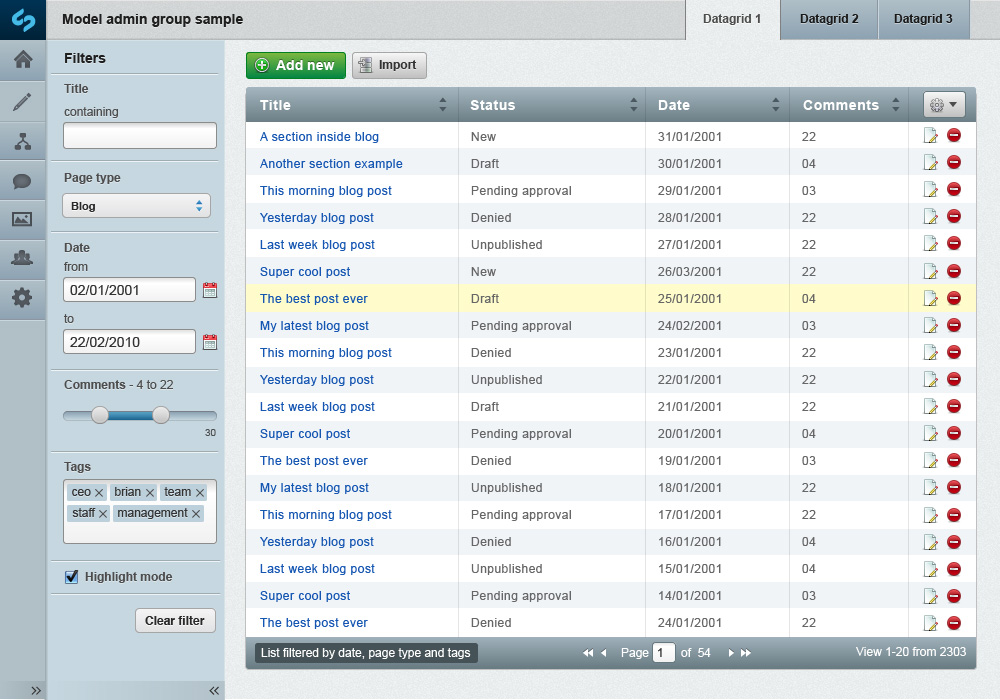 Model admin group sample
Datagrid 1 Datagrid 2 Datagrid 3
Filters
Title
containing
Page type
Blog
Date
from
02/01/2001
to
22/02/2010
Comments - 4 to 22
30
Tags
ceo × brian × team ×
staff × management ×
Highlight mode
Clear filter
«
»
Add new Import
Title Status Date Comments
A section inside blog New 31/01/2001 22
Another section example Draft 30/01/2001 04
This morning blog post Pending approval 29/01/2001 03
Yesterday blog post Denied 28/01/2001 22
Last week blog post Unpublished 27/01/2001 22
Super cool post New 26/03/2001 22
The best post ever Draft 25/01/2001 04
My latest blog post Pending approval 24/02/2001 03
This morning blog post Denied 23/01/2001 22
Yesterday blog post Unpublished 22/01/2001 22
Last week blog post Draft 21/01/2001 22
Super cool post Pending approval 20/01/2001 04
The best post ever Denied 19/01/2001 03
My latest blog post Unpublished 18/01/2001 22
This morning blog post Pending approval 17/01/2001 22
Yesterday blog post Denied 16/01/2001 04
Last week blog post Unpublished 15/01/2001 04
Super cool post Pending approval 14/01/2001 03
The best post ever Denied 24/01/2001 22
List filtered by date, page type and tags Page 1 of 54 View 1-20 from 2303